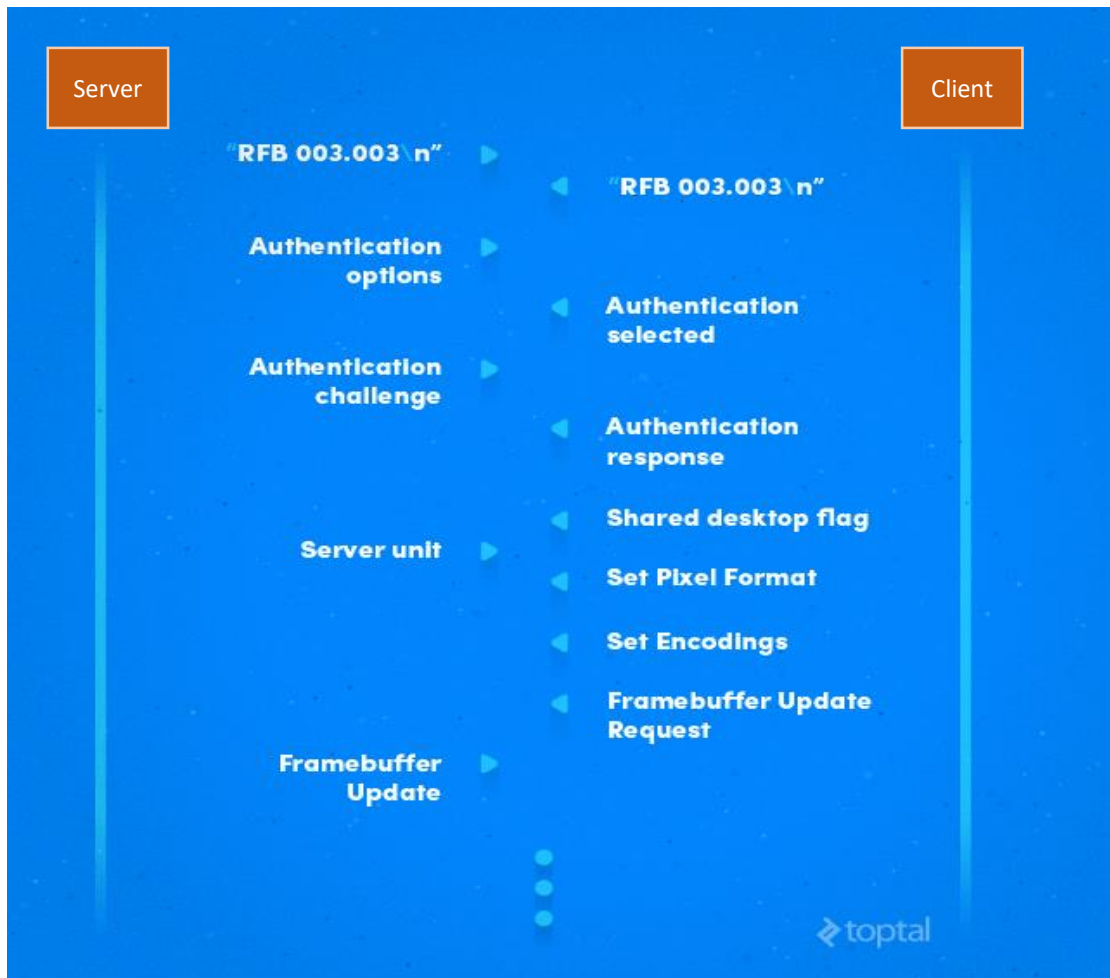 Server
Client
"RFB 003.003\n"
"RFB 003.003\n"
Authentication
options
Authentication
selected
Authentication
challenge
Authentication
response
Shared desktop flag
Server unit
Set Pixel Format
Set Encodings
Framebuffer Update
Request
Framebuffer
Update
toptal